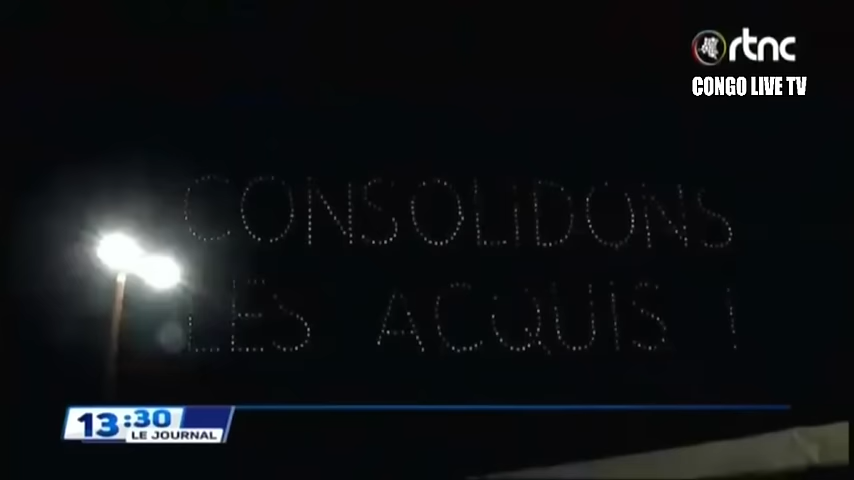 rtnc
CONGO LIVE TV
CONSOLIDONS
LES ACQUIS !
13:30
LE JOURNAL